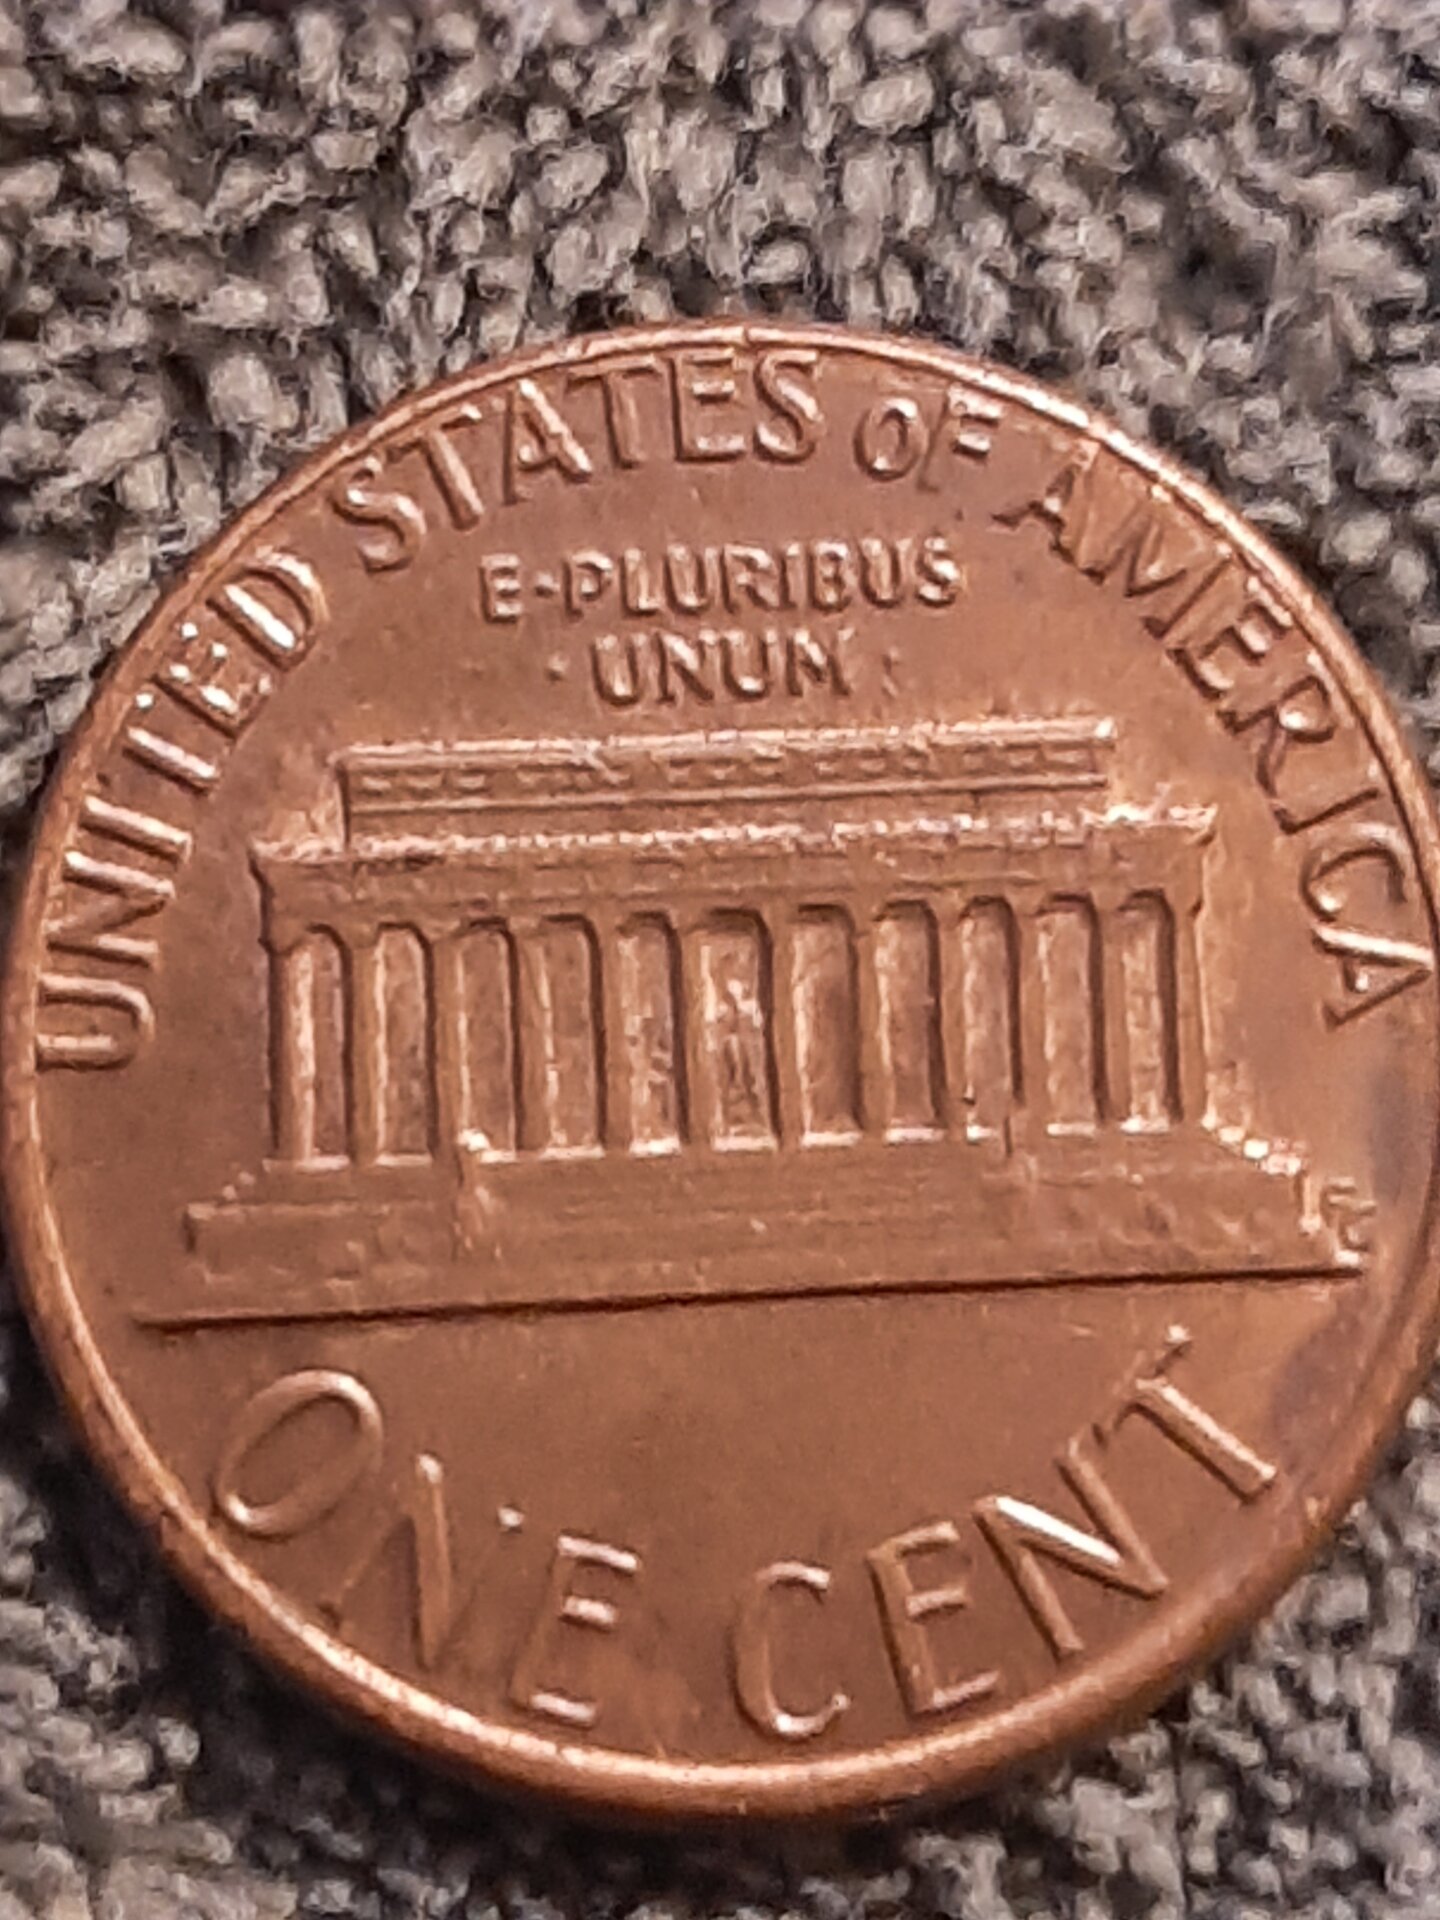 UNITED STATES OF AMERICA
E·PLURIBUS
·UNUM·
ONE CENT